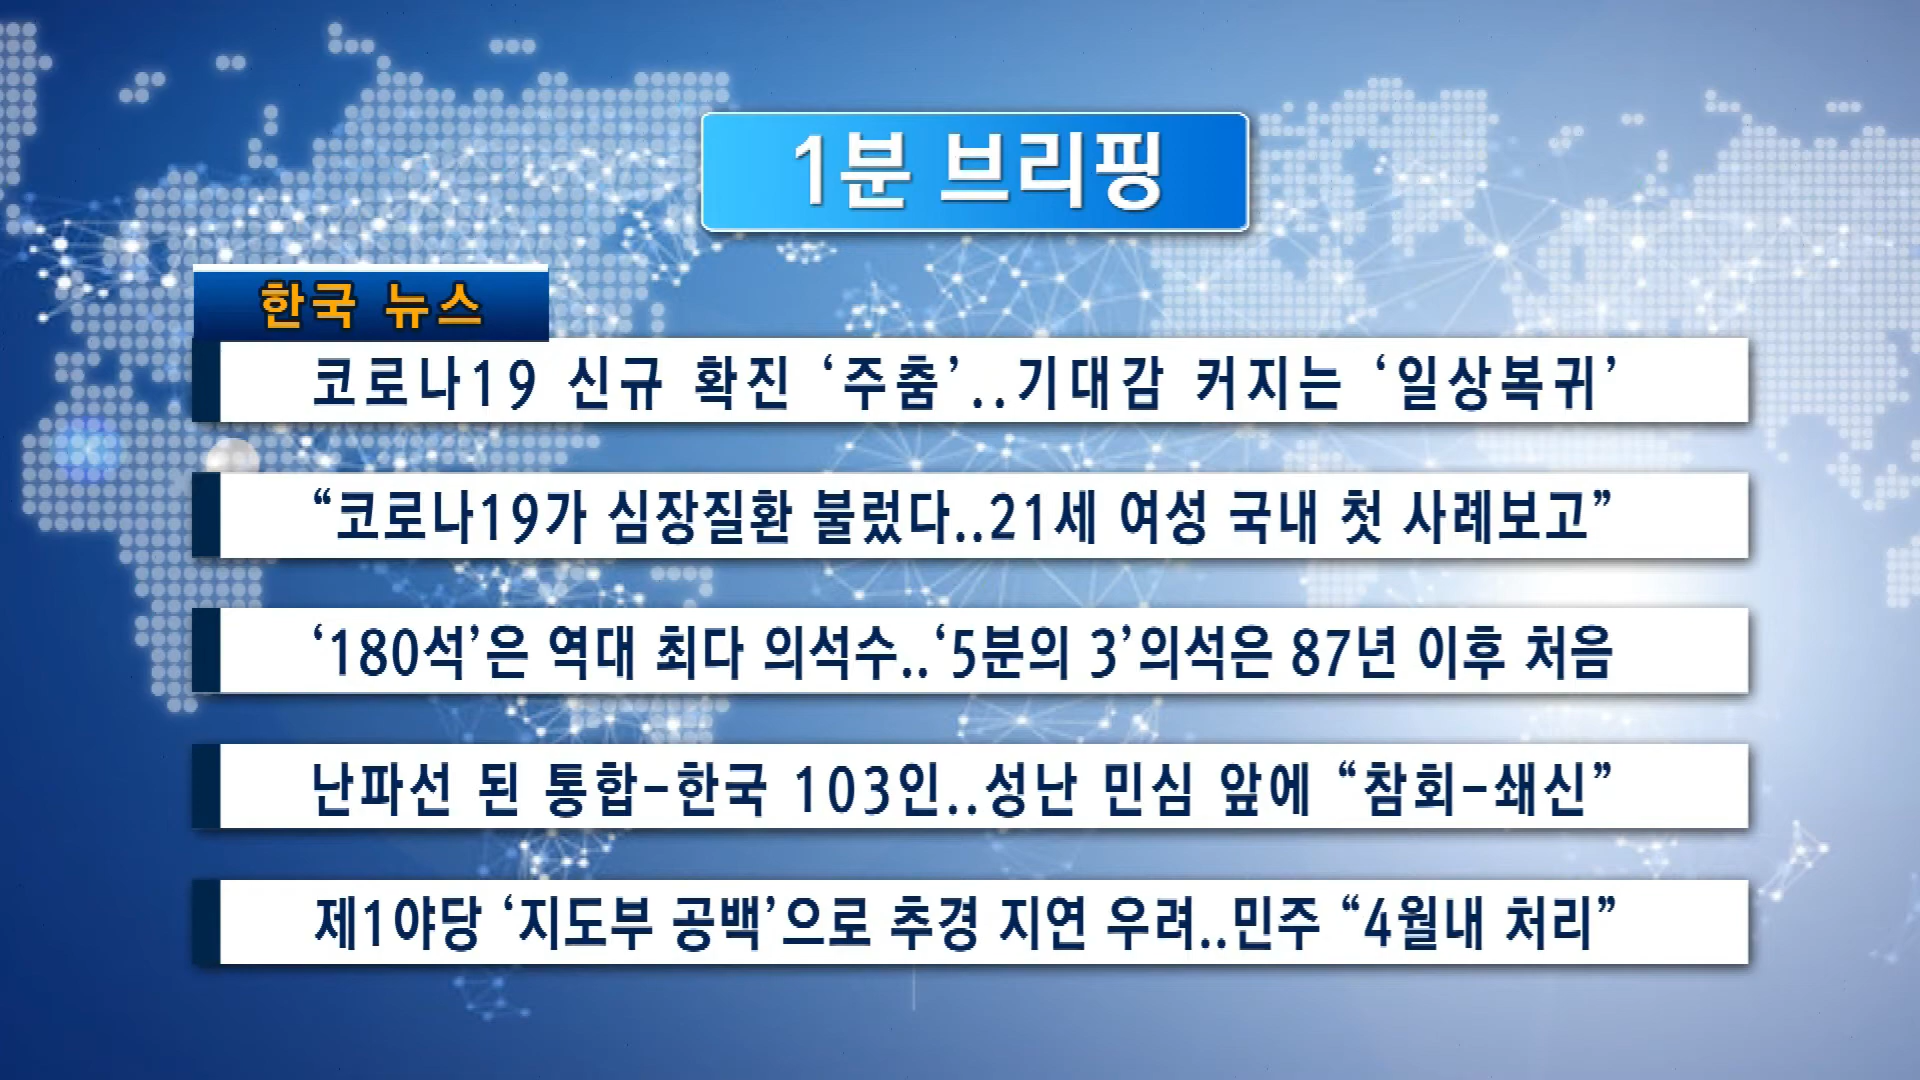 1분 브리핑
한국 뉴스
코로나19 신규 확진 ‘주춤’..기대감 커지는 ‘일상복귀’
“코로나19가 심장질환 불렀다..21세 여성 국내 첫 사례보고”
‘180석’은 역대 최다 의석수..‘5분의 3’의석은 87년 이후 처음
난파선 된 통합-한국 103인..성난 민심 앞에 “참회-쇄신”
제1야당 ‘지도부 공백’으로 추경 지연 우려..민주 “4월내 처리”